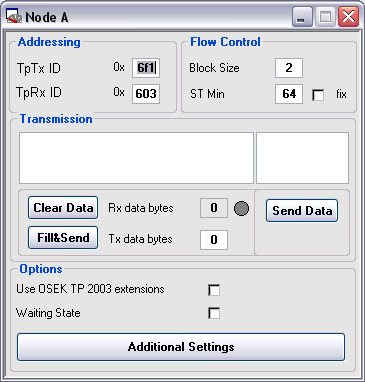 Node A
Addressing
TpTx ID 0x 6f1
TpRx ID 0x 603
Flow Control
Block Size 2
ST Min 64 fix
Transmission
Clear Data Rx data bytes 0
Fill&Send Tx data bytes 0
Send Data
Options
Use OSEK TP 2003 extensions
Waiting State
Additional Settings